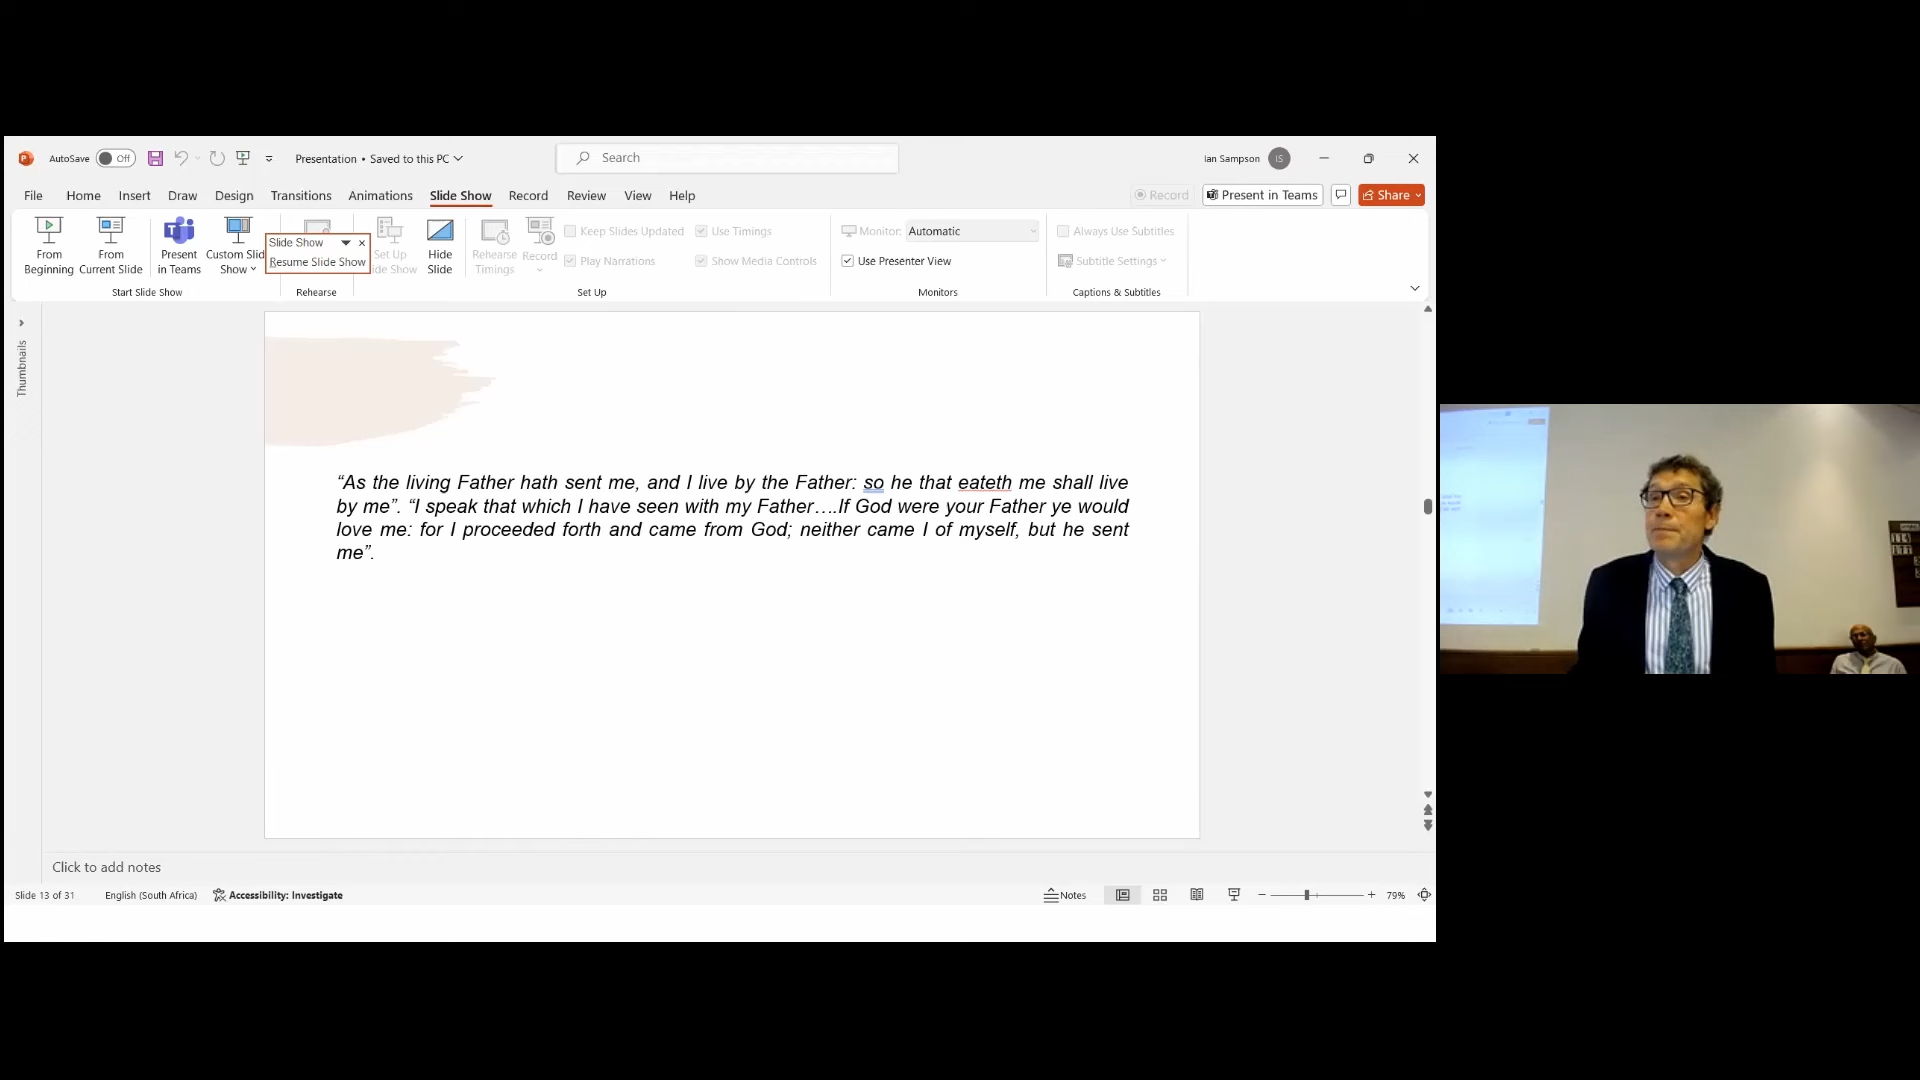 AutoSave Off
Presentation • Saved to this PC
Search
Ian Sampson IS
File Home Insert Draw Design Transitions Animations Slide Show Record Review View Help
Record Present in Teams Share
From Beginning
From Current Slide
Present in Teams
Custom Slid Show
Slide Show
Resume Slide Show
Set Up ide Show
Hide Slide
Rehearse Timings
Record
Keep Slides Updated
Play Narrations
Use Timings
Show Media Controls
Monitor: Automatic
Use Presenter View
Always Use Subtitles
Subtitle Settings
Start Slide Show Rehearse Set Up Monitors Captions & Subtitles
Thumbnails
“As the living Father hath sent me, and I live by the Father: so he that eateth me shall live
by me”. “I speak that which I have seen with my Father….If God were your Father ye would
love me: for I proceeded forth and came from God; neither came I of myself, but he sent
me”.
Click to add notes
Slide 13 of 31 English (South Africa) Accessibility: Investigate Notes 79%